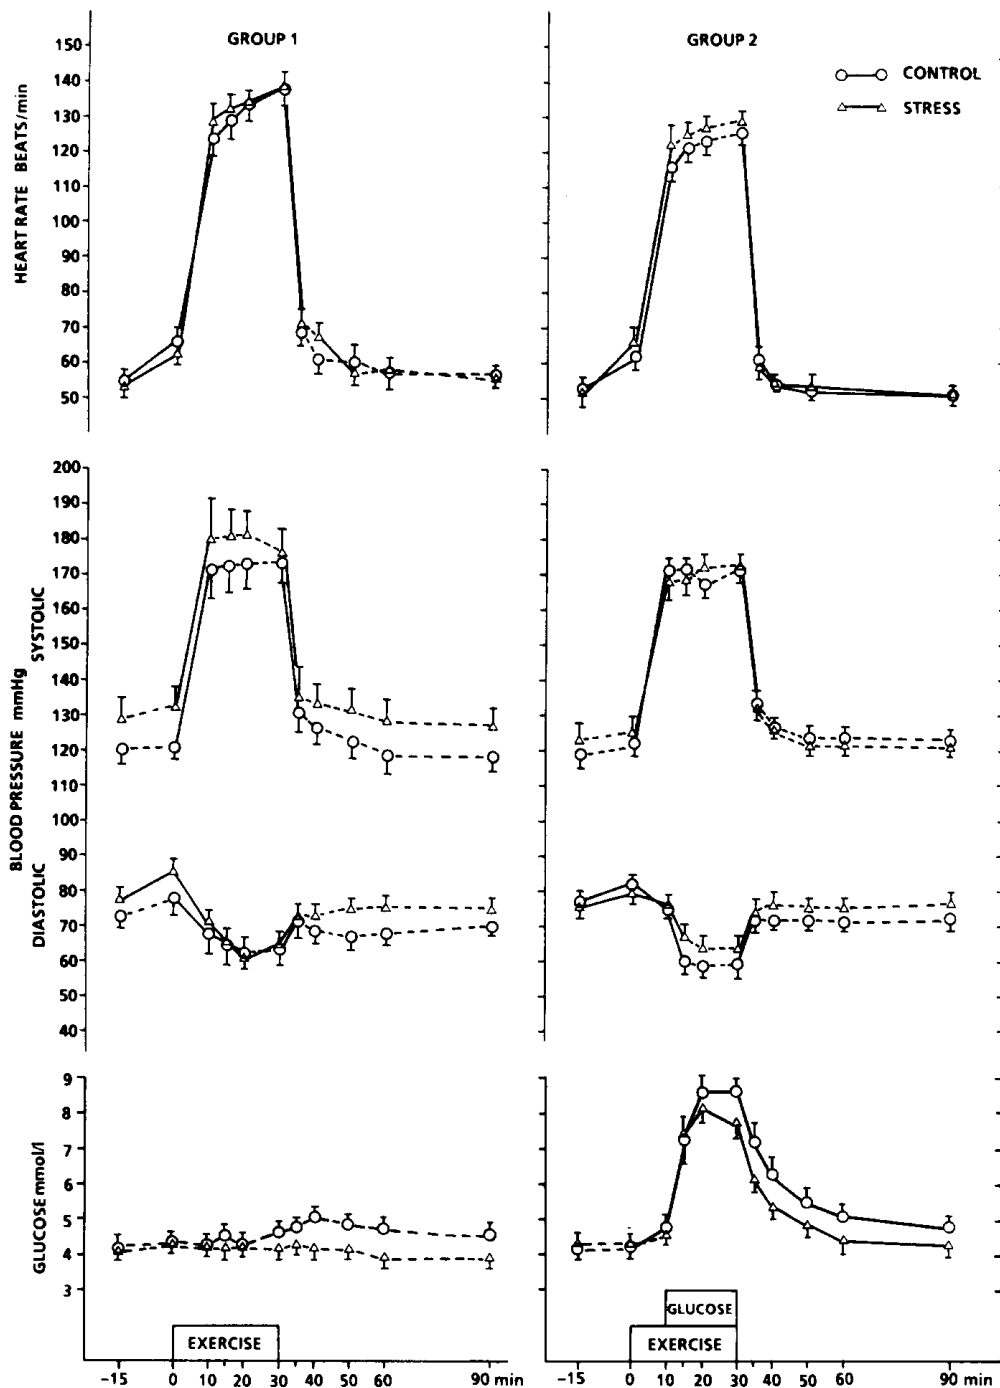 GROUP 1
GROUP 2
CONTROL
STRESS
HEART RATE BEATS/min
150
140
130
120
110
100
90
80
70
60
50
BLOOD PRESSURE mmHg
SYSTOLIC
DIASTOLIC
200
190
180
170
160
150
140
130
120
110
100
90
80
70
60
50
40
GLUCOSE mmol/l
9
8
7
6
5
4
3
GLUCOSE
EXERCISE
EXERCISE
-15 0 10 20 30 40 50 60 90 min
-15 0 10 20 30 40 50 60 90 min